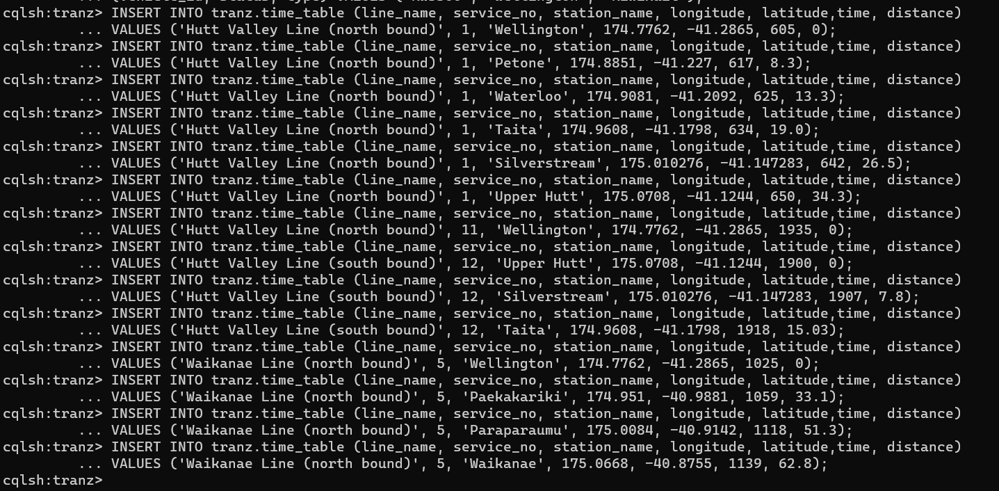 cqlsh:tranz> INSERT INTO tranz.time_table (line_name, service_no, station_name, longitude, latitude,time, distance)
... VALUES ('Hutt Valley Line (north bound)', 1, 'Wellington', 174.7762, -41.2865, 605, 0);
cqlsh:tranz> INSERT INTO tranz.time_table (line_name, service_no, station_name, longitude, latitude,time, distance)
... VALUES ('Hutt Valley Line (north bound)', 1, 'Petone', 174.8851, -41.227, 617, 8.3);
cqlsh:tranz> INSERT INTO tranz.time_table (line_name, service_no, station_name, longitude, latitude,time, distance)
... VALUES ('Hutt Valley Line (north bound)', 1, 'Waterloo', 174.9081, -41.2092, 625, 13.3);
cqlsh:tranz> INSERT INTO tranz.time_table (line_name, service_no, station_name, longitude, latitude,time, distance)
... VALUES ('Hutt Valley Line (north bound)', 1, 'Taita', 174.9608, -41.1798, 634, 19.0);
cqlsh:tranz> INSERT INTO tranz.time_table (line_name, service_no, station_name, longitude, latitude,time, distance)
... VALUES ('Hutt Valley Line (north bound)', 1, 'Silverstream', 175.010276, -41.147283, 642, 26.5);
cqlsh:tranz> INSERT INTO tranz.time_table (line_name, service_no, station_name, longitude, latitude,time, distance)
... VALUES ('Hutt Valley Line (north bound)', 1, 'Upper Hutt', 175.0708, -41.1244, 650, 34.3);
cqlsh:tranz> INSERT INTO tranz.time_table (line_name, service_no, station_name, longitude, latitude,time, distance)
... VALUES ('Hutt Valley Line (north bound)', 11, 'Wellington', 174.7762, -41.2865, 1935, 0);
cqlsh:tranz> INSERT INTO tranz.time_table (line_name, service_no, station_name, longitude, latitude,time, distance)
... VALUES ('Hutt Valley Line (south bound)', 12, 'Upper Hutt', 175.0708, -41.1244, 1900, 0);
cqlsh:tranz> INSERT INTO tranz.time_table (line_name, service_no, station_name, longitude, latitude,time, distance)
... VALUES ('Hutt Valley Line (south bound)', 12, 'Silverstream', 175.010276, -41.147283, 1907, 7.8);
cqlsh:tranz> INSERT INTO tranz.time_table (line_name, service_no, station_name, longitude, latitude,time, distance)
... VALUES ('Hutt Valley Line (south bound)', 12, 'Taita', 174.9608, -41.1798, 1918, 15.03);
cqlsh:tranz> INSERT INTO tranz.time_table (line_name, service_no, station_name, longitude, latitude,time, distance)
... VALUES ('Waikanae Line (north bound)', 5, 'Wellington', 174.7762, -41.2865, 1025, 0);
cqlsh:tranz> INSERT INTO tranz.time_table (line_name, service_no, station_name, longitude, latitude,time, distance)
... VALUES ('Waikanae Line (north bound)', 5, 'Paekakariki', 174.951, -40.9881, 1059, 33.1);
cqlsh:tranz> INSERT INTO tranz.time_table (line_name, service_no, station_name, longitude, latitude,time, distance)
... VALUES ('Waikanae Line (north bound)', 5, 'Paraparaumu', 175.0084, -40.9142, 1118, 51.3);
cqlsh:tranz> INSERT INTO tranz.time_table (line_name, service_no, station_name, longitude, latitude,time, distance)
... VALUES ('Waikanae Line (north bound)', 5, 'Waikanae', 175.0668, -40.8755, 1139, 62.8);
cqlsh:tranz>